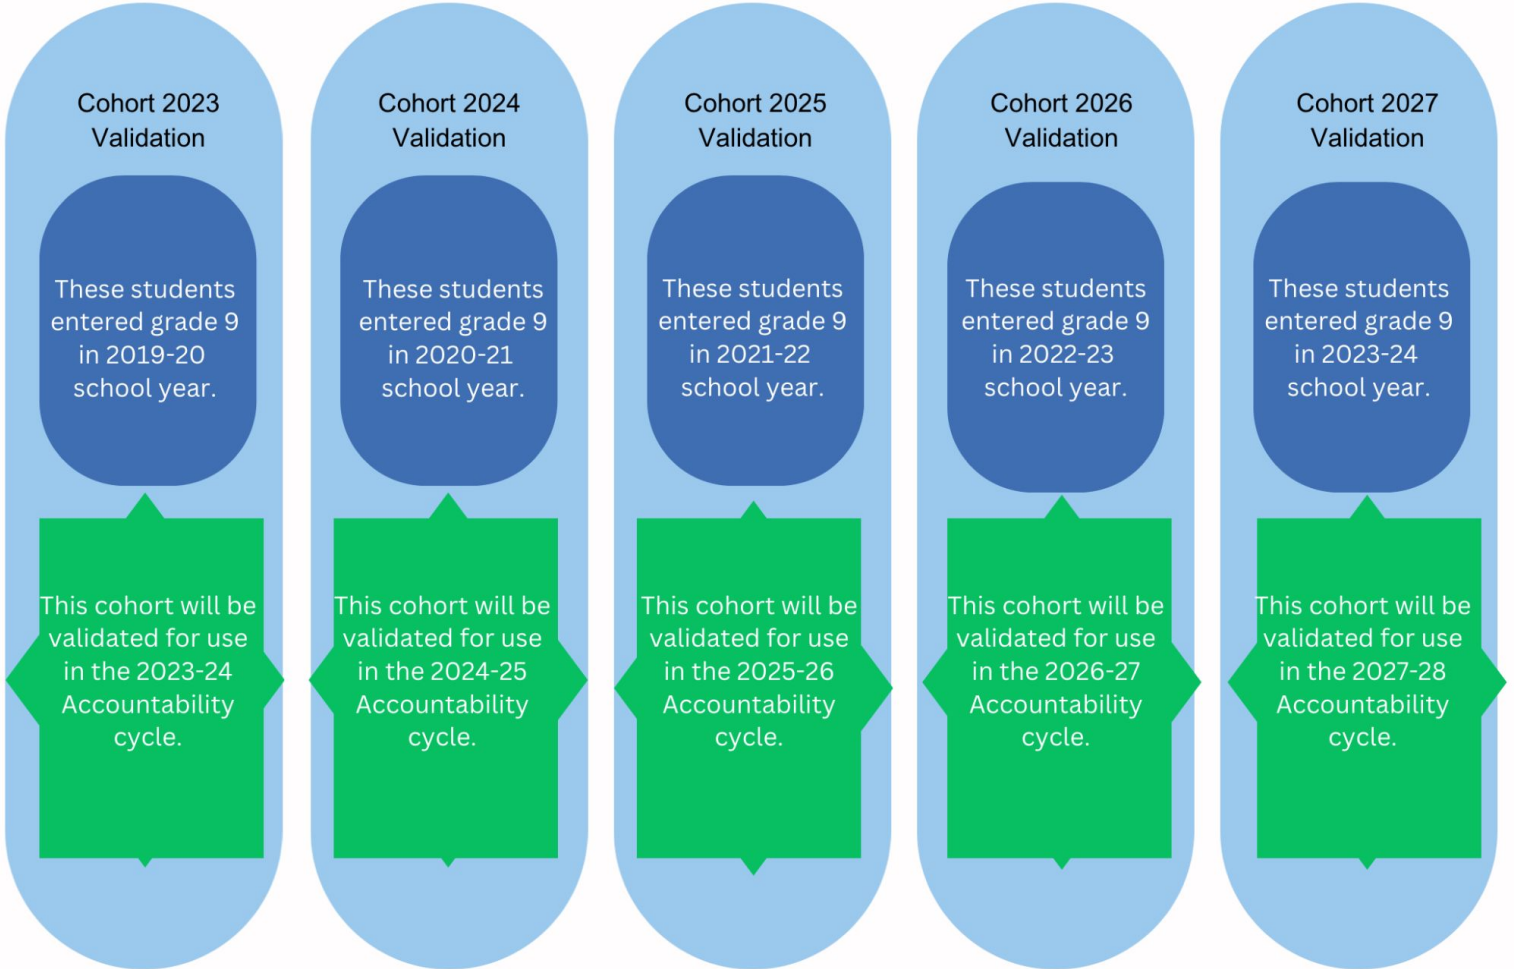 Cohort 2023
Validation
These students
entered grade 9
in 2019-20
school year.
This cohort will be
validated for use
in the 2023-24
Accountability
cycle.
Cohort 2024
Validation
These students
entered grade 9
in 2020-21
school year.
This cohort will be
validated for use
in the 2024-25
Accountability
cycle.
Cohort 2025
Validation
These students
entered grade 9
in 2021-22
school year.
This cohort will be
validated for use
in the 2025-26
Accountability
cycle.
Cohort 2026
Validation
These students
entered grade 9
in 2022-23
school year.
This cohort will be
validated for use
in the 2026-27
Accountability
cycle.
Cohort 2027
Validation
These students
entered grade 9
in 2023-24
school year.
This cohort will be
validated for use
in the 2027-28
Accountability
cycle.